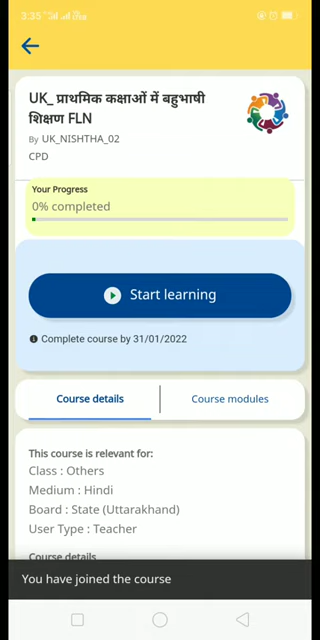 3:35
UK_ प्राथमिक कक्षाओं में बहुभाषी
शिक्षण FLN
By UK_NISHTHA_02
CPD
Your Progress
0% completed
Start learning
Complete course by 31/01/2022
Course details
Course modules
This course is relevant for:
Class : Others
Medium : Hindi
Board : State (Uttarakhand)
User Type : Teacher
Course details
You have joined the course